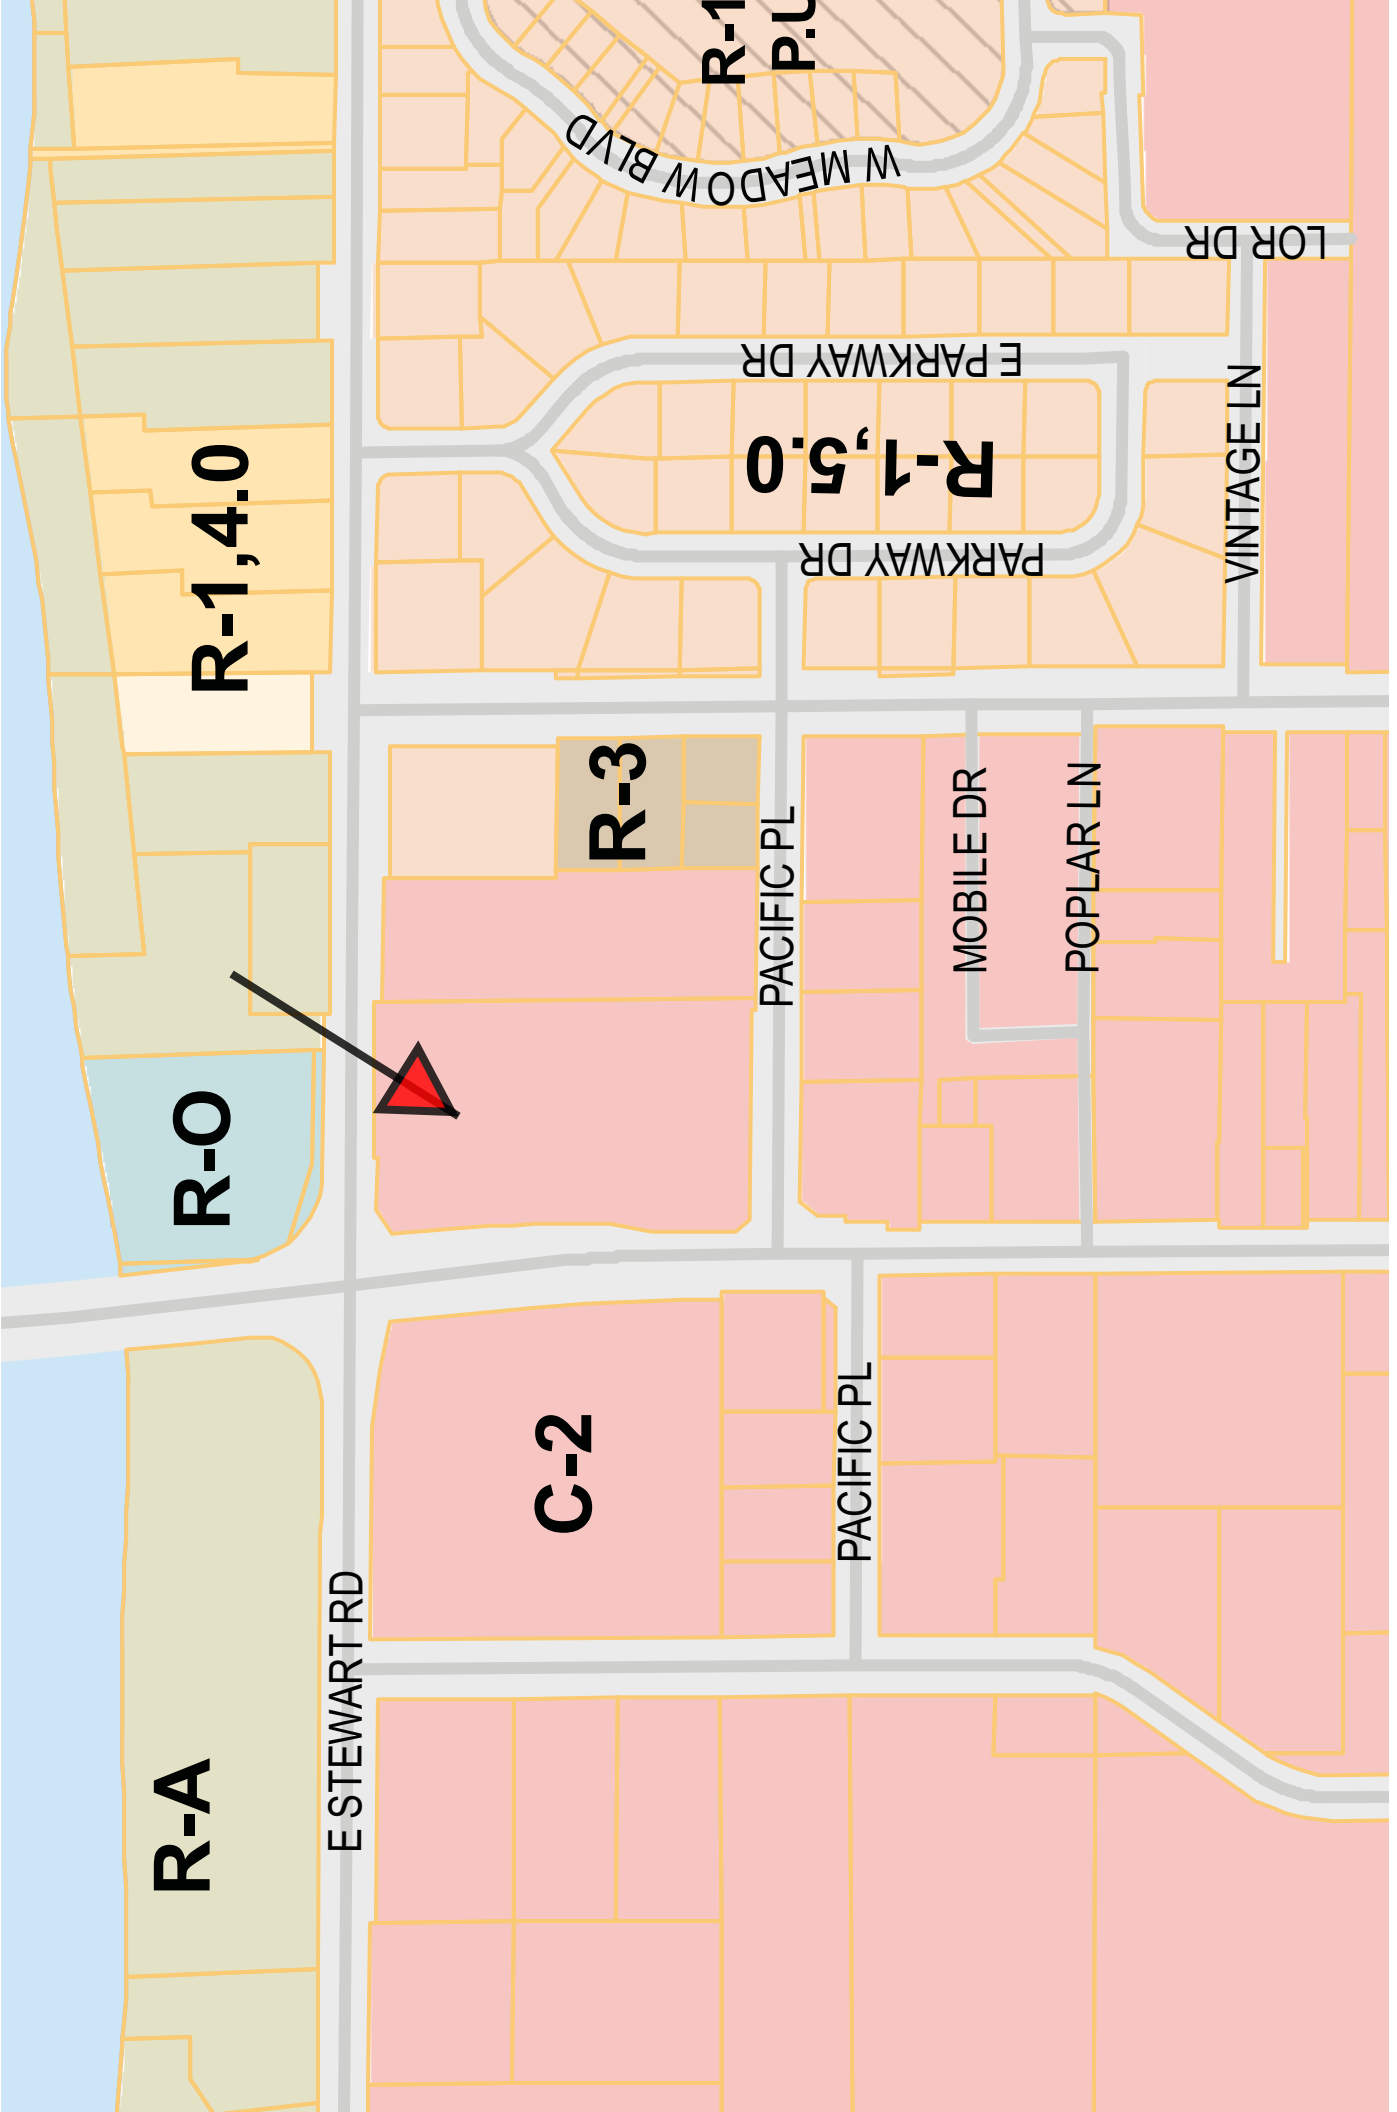 R-1
P.U
W MEADOW BLVD
LOR DR
E PARKWAY DR
R-1,5.0
R-1,4.0
VINTAGE LN
PARKWAY DR
R-3
PACIFIC PL
MOBILE DR
POPLAR LN
R-O
C-2
PACIFIC PL
E STEWART RD
R-A